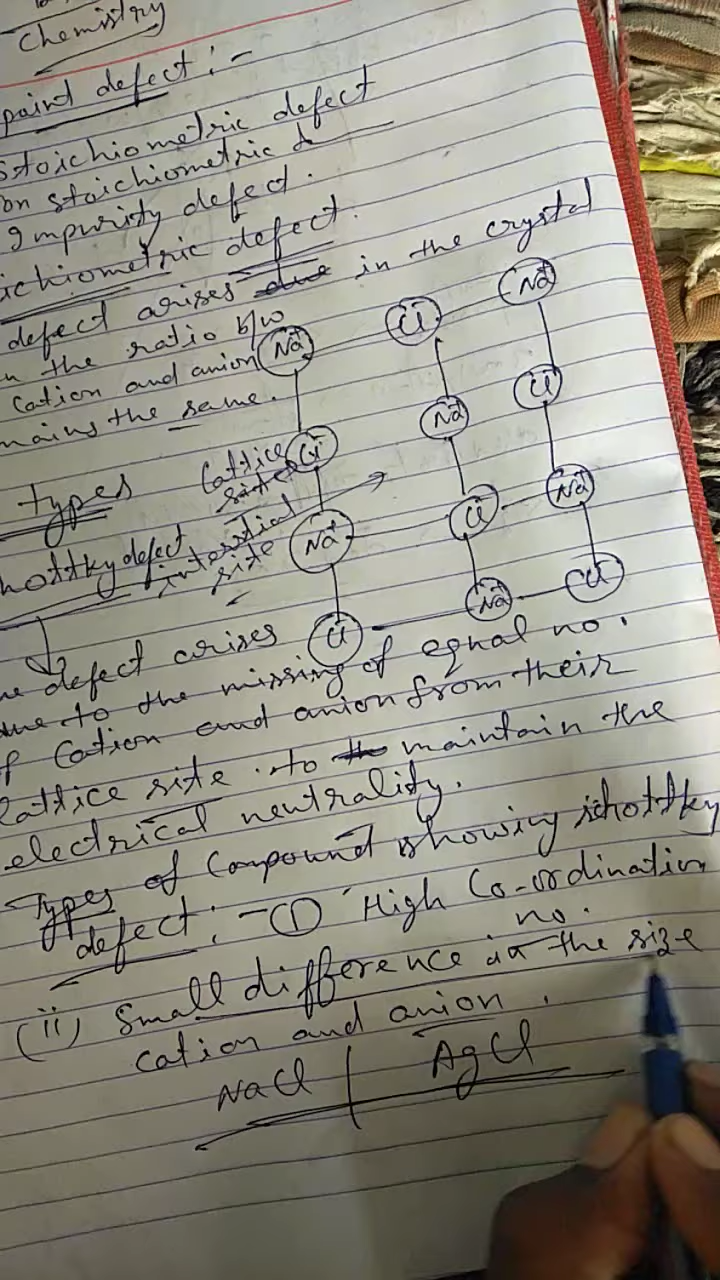 Chemistry
paint defect :-
Stoichiometric defect
on stoichiometric d
Impurity defect.
ichiometric defect.
defect arises due in the crystal
n the ratio b/w
cation and anion
mains the same.
Na+ Cl- Na+
Na+ Cl-
Cl- Na+
Na+ Cl-
Cl- Na+ Cl-
types
Lattice
site
hottky defect
interstitial
site
ne defect arises
due to the missing of equal no.
f cation and anion from their
lattice site . to th maintain the
electrical neutrality.
Types of Compound showing schottky
defect : - (I) High Co-ordination
no.
(ii) Small difference in the size
cation and anion .
NaCl | AgCl